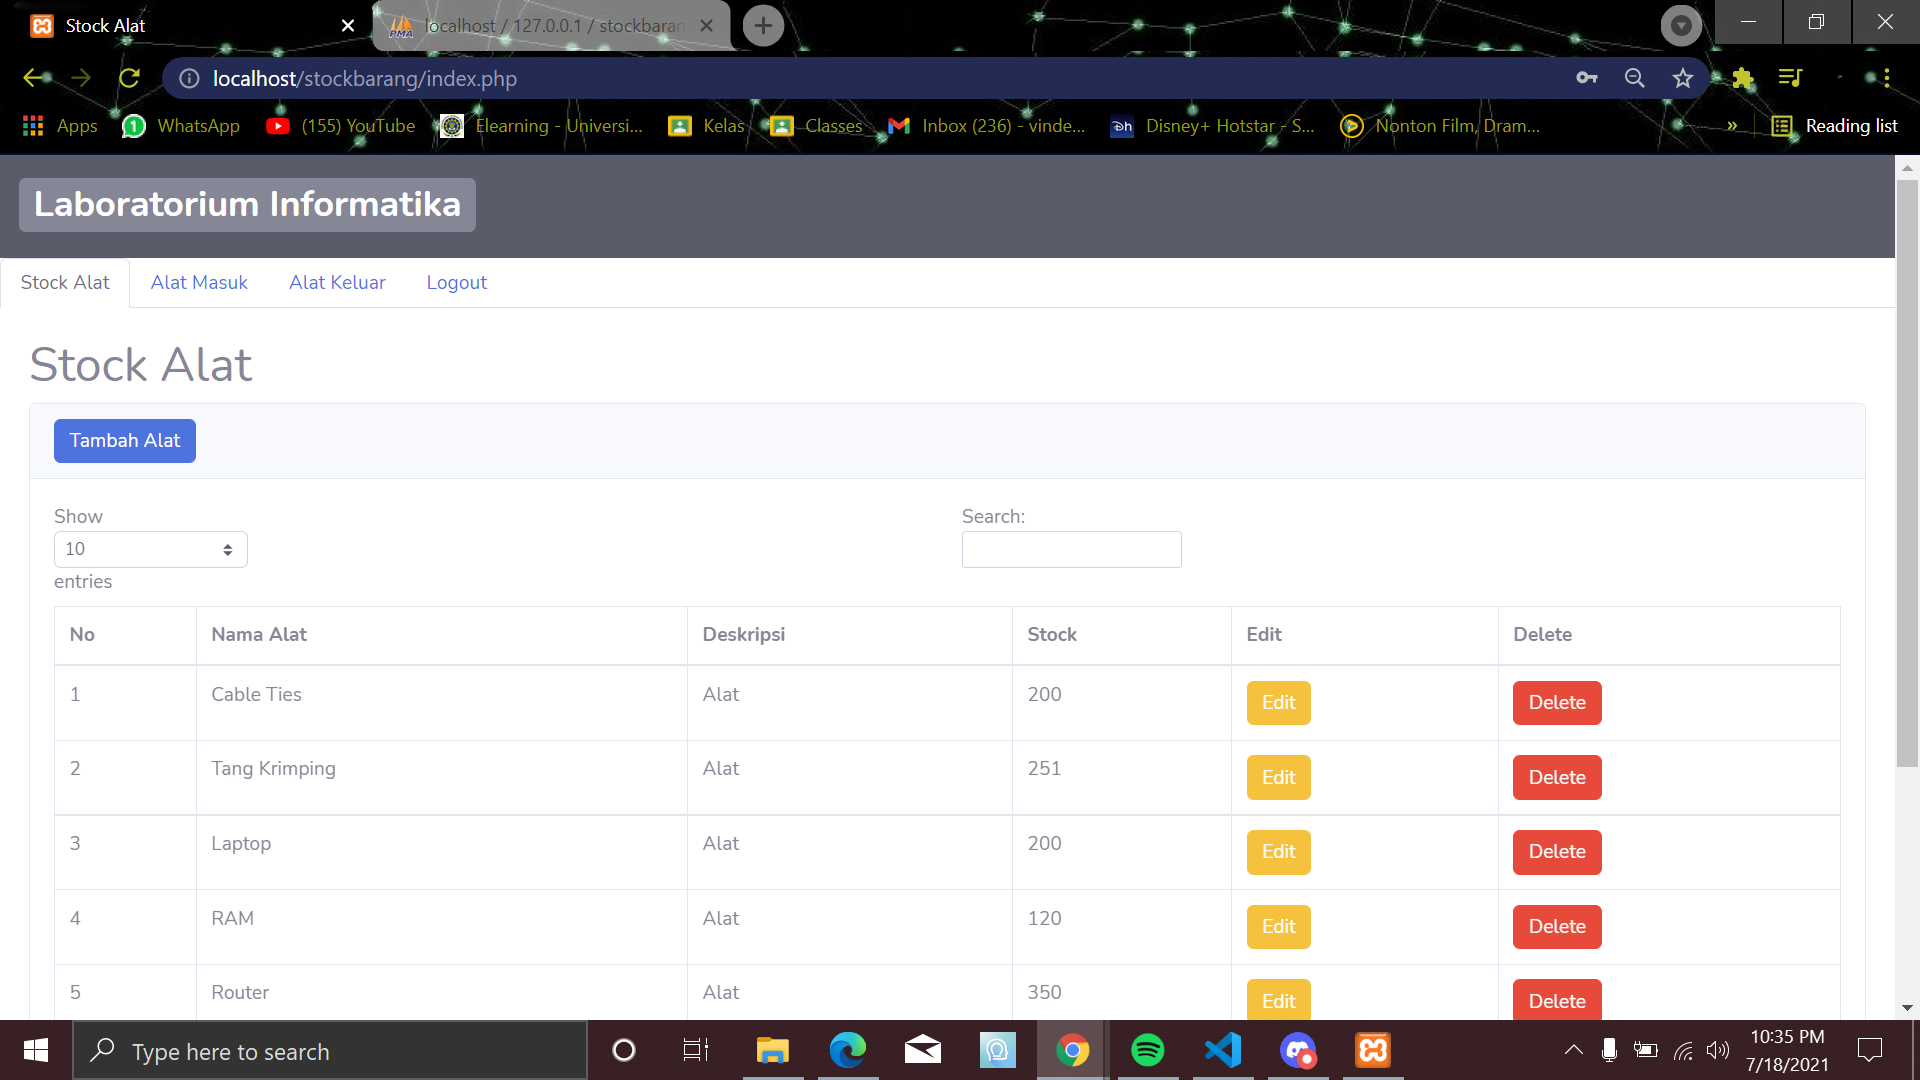 Stock Alat
localhost / 127.0.0.1 / stockbaran
localhost/stockbarang/index.php
Apps
WhatsApp
(155) YouTube
Elearning - Universi...
Kelas
Classes
Inbox (236) - vinde...
Disney+ Hotstar - S...
Nonton Film, Dram...
»
Reading list
Laboratorium Informatika
Stock Alat
Alat Masuk
Alat Keluar
Logout
Stock Alat
Tambah Alat
Show
10
entries
Search:
No Nama Alat Deskripsi Stock Edit Delete
1 Cable Ties Alat 200 Edit Delete
2 Tang Krimping Alat 251 Edit Delete
3 Laptop Alat 200 Edit Delete
4 RAM Alat 120 Edit Delete
5 Router Alat 350 Edit Delete
Type here to search
10:35 PM
7/18/2021